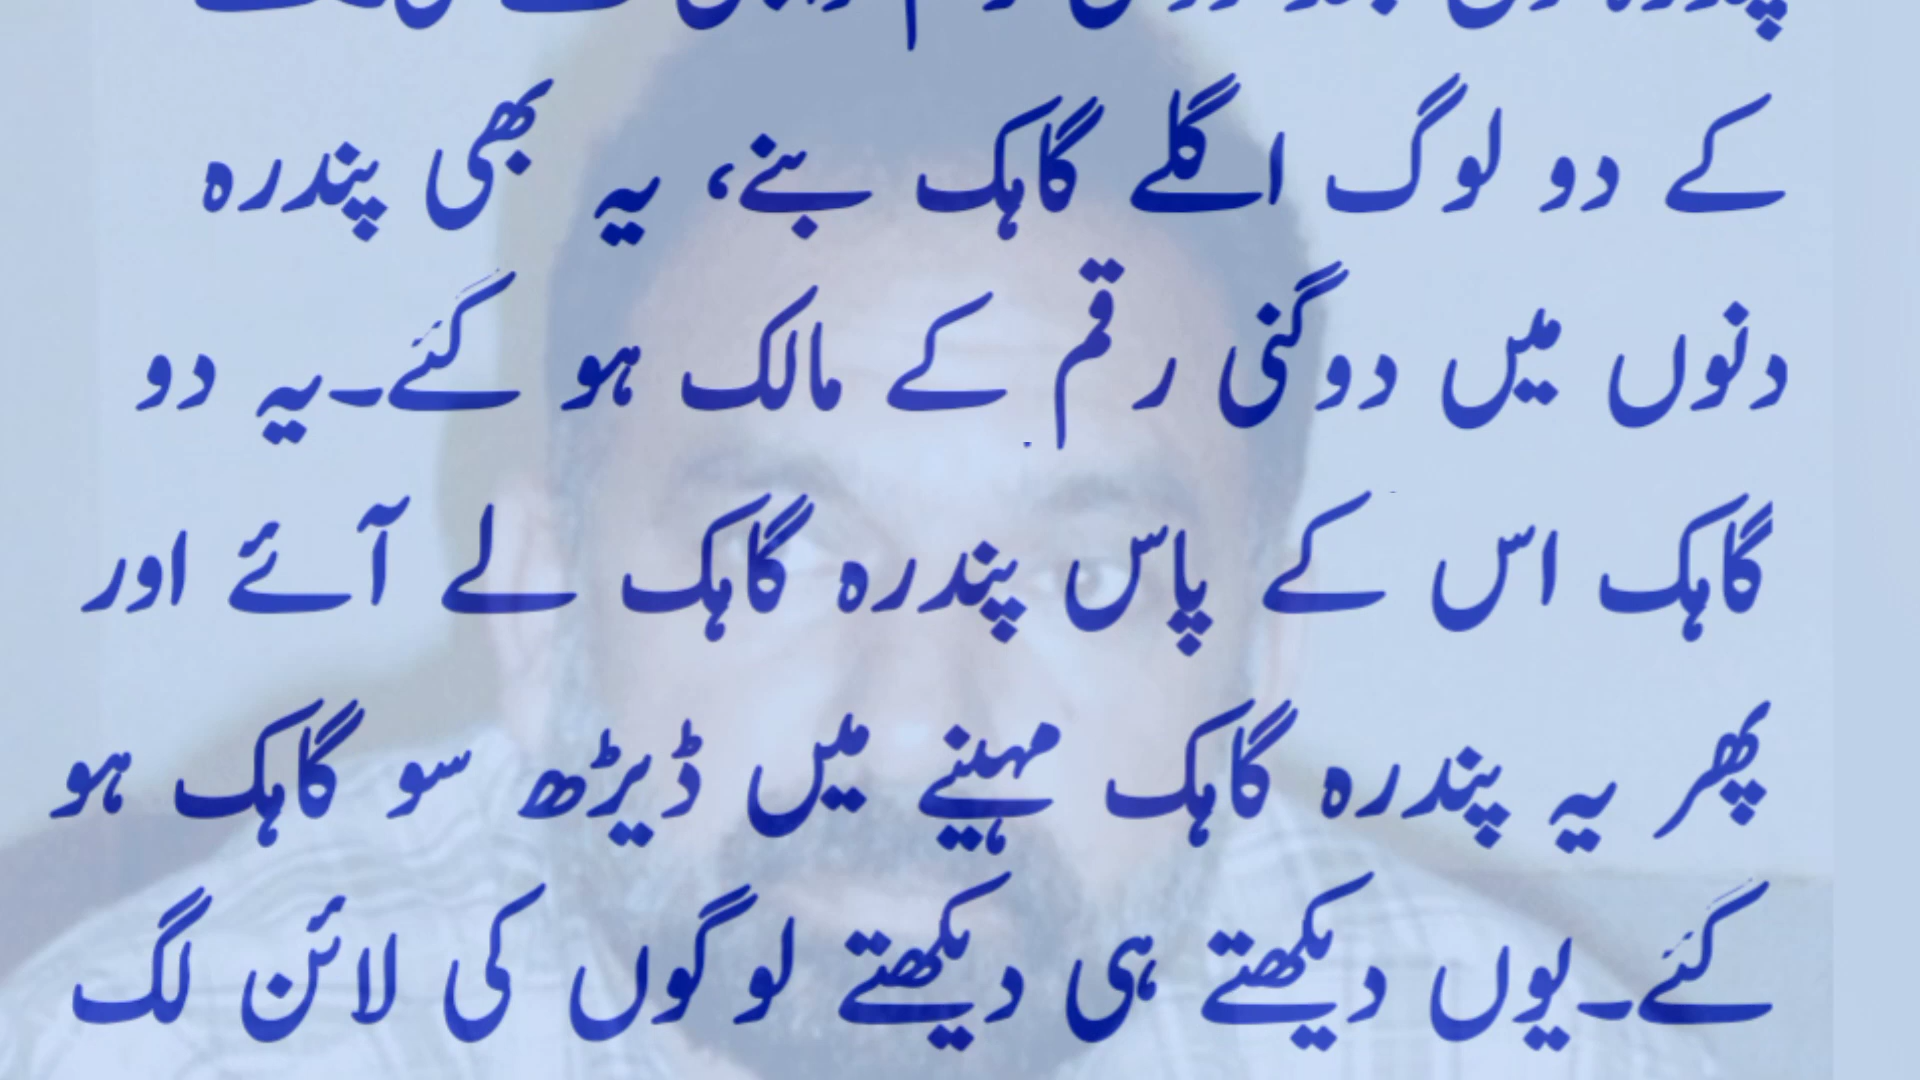 کے دو لوگ اگلے گاہک بنے، یہ بھی پندرہ
دنوں میں دوگنی رقم کے مالک ہو گئے۔یہ دو
گاہک اس کے پاس پندرہ گاہک لے آئے اور
پھر یہ پندرہ گاہک مہینے میں ڈیڑھ سو گاہک ہو
گئے۔یوں دیکھتے ہی دیکھتے لوگوں کی لائن لگ